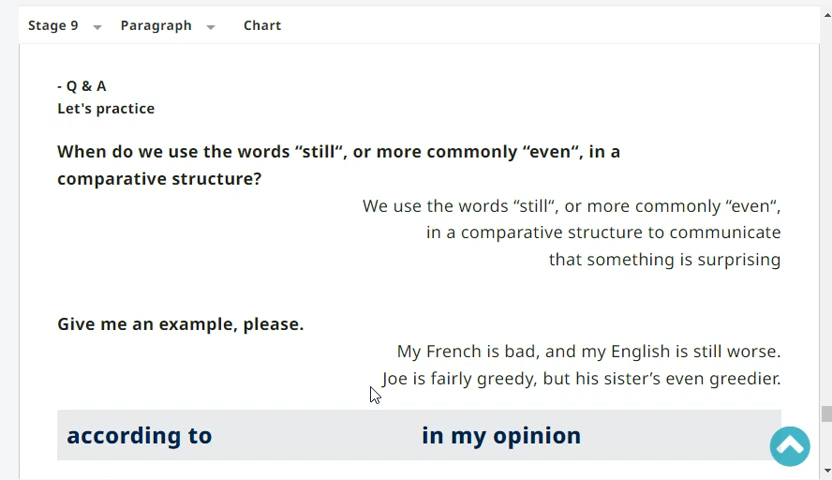 Stage 9 Paragraph Chart
- Q & A
Let's practice
When do we use the words “still“, or more commonly “even“, in a
comparative structure?
We use the words “still“, or more commonly “even“,
in a comparative structure to communicate
that something is surprising
Give me an example, please.
My French is bad, and my English is still worse.
Joe is fairly greedy, but his sister’s even greedier.
according to in my opinion